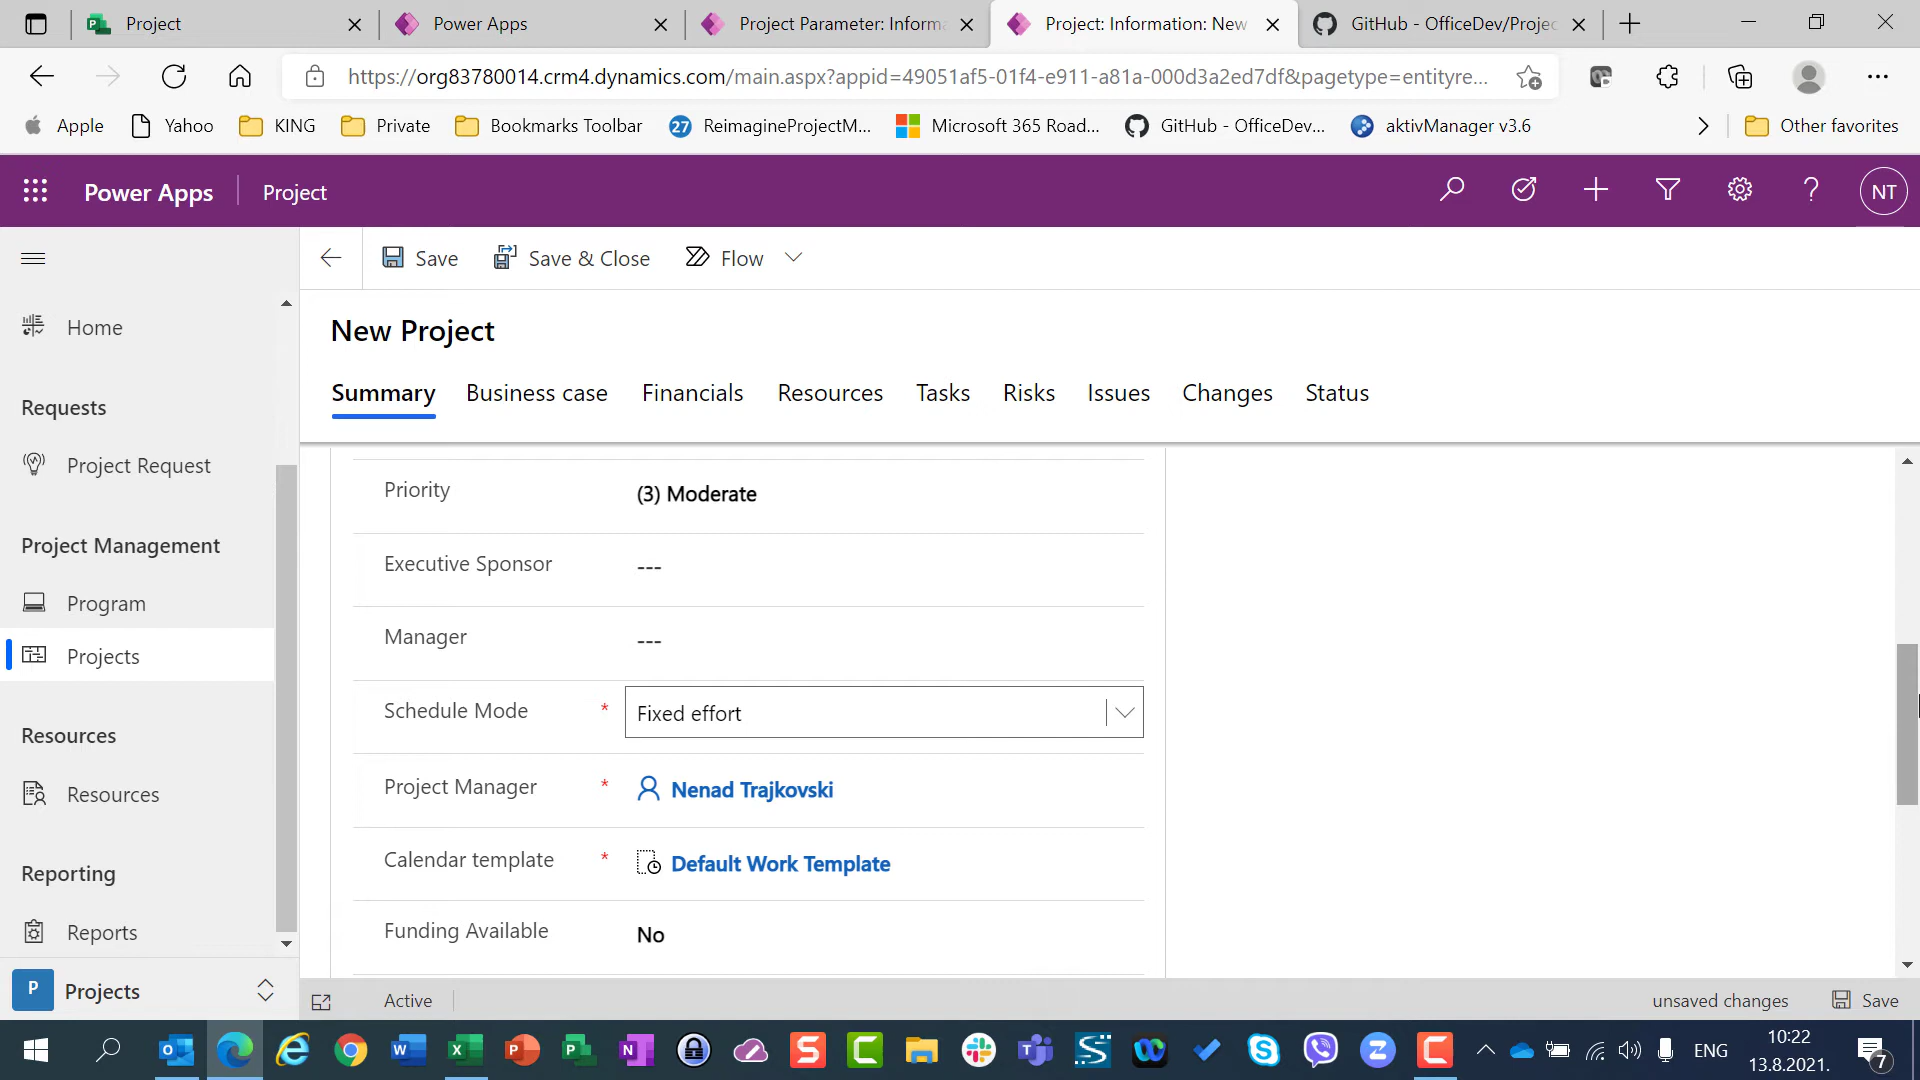 Project
Power Apps
Project Parameter: Inform
Project: Information: New
GitHub - OfficeDev/Projec
https://org83780014.crm4.dynamics.com/main.aspx?appid=49051af5-01f4-e911-a81a-000d3a2ed7df&pagetype=entityre...
Apple
Yahoo
KING
Private
Bookmarks Toolbar
27
ReimagineProjectM...
Microsoft 365 Road...
GitHub - OfficeDev...
aktivManager v3.6
Other favorites
Power Apps
Project
NT
Save
Save & Close
Flow
Home
Requests
Project Request
Project Management
Program
Projects
Resources
Resources
Reporting
Reports
P
Projects
New Project
Summary
Business case
Financials
Resources
Tasks
Risks
Issues
Changes
Status
Priority
(3) Moderate
Executive Sponsor
---
Manager
---
Schedule Mode
*
Fixed effort
Project Manager
*
Nenad Trajkovski
Calendar template
*
Default Work Template
Funding Available
No
Active
unsaved changes
Save
ENG
10:22
13.8.2021.
7